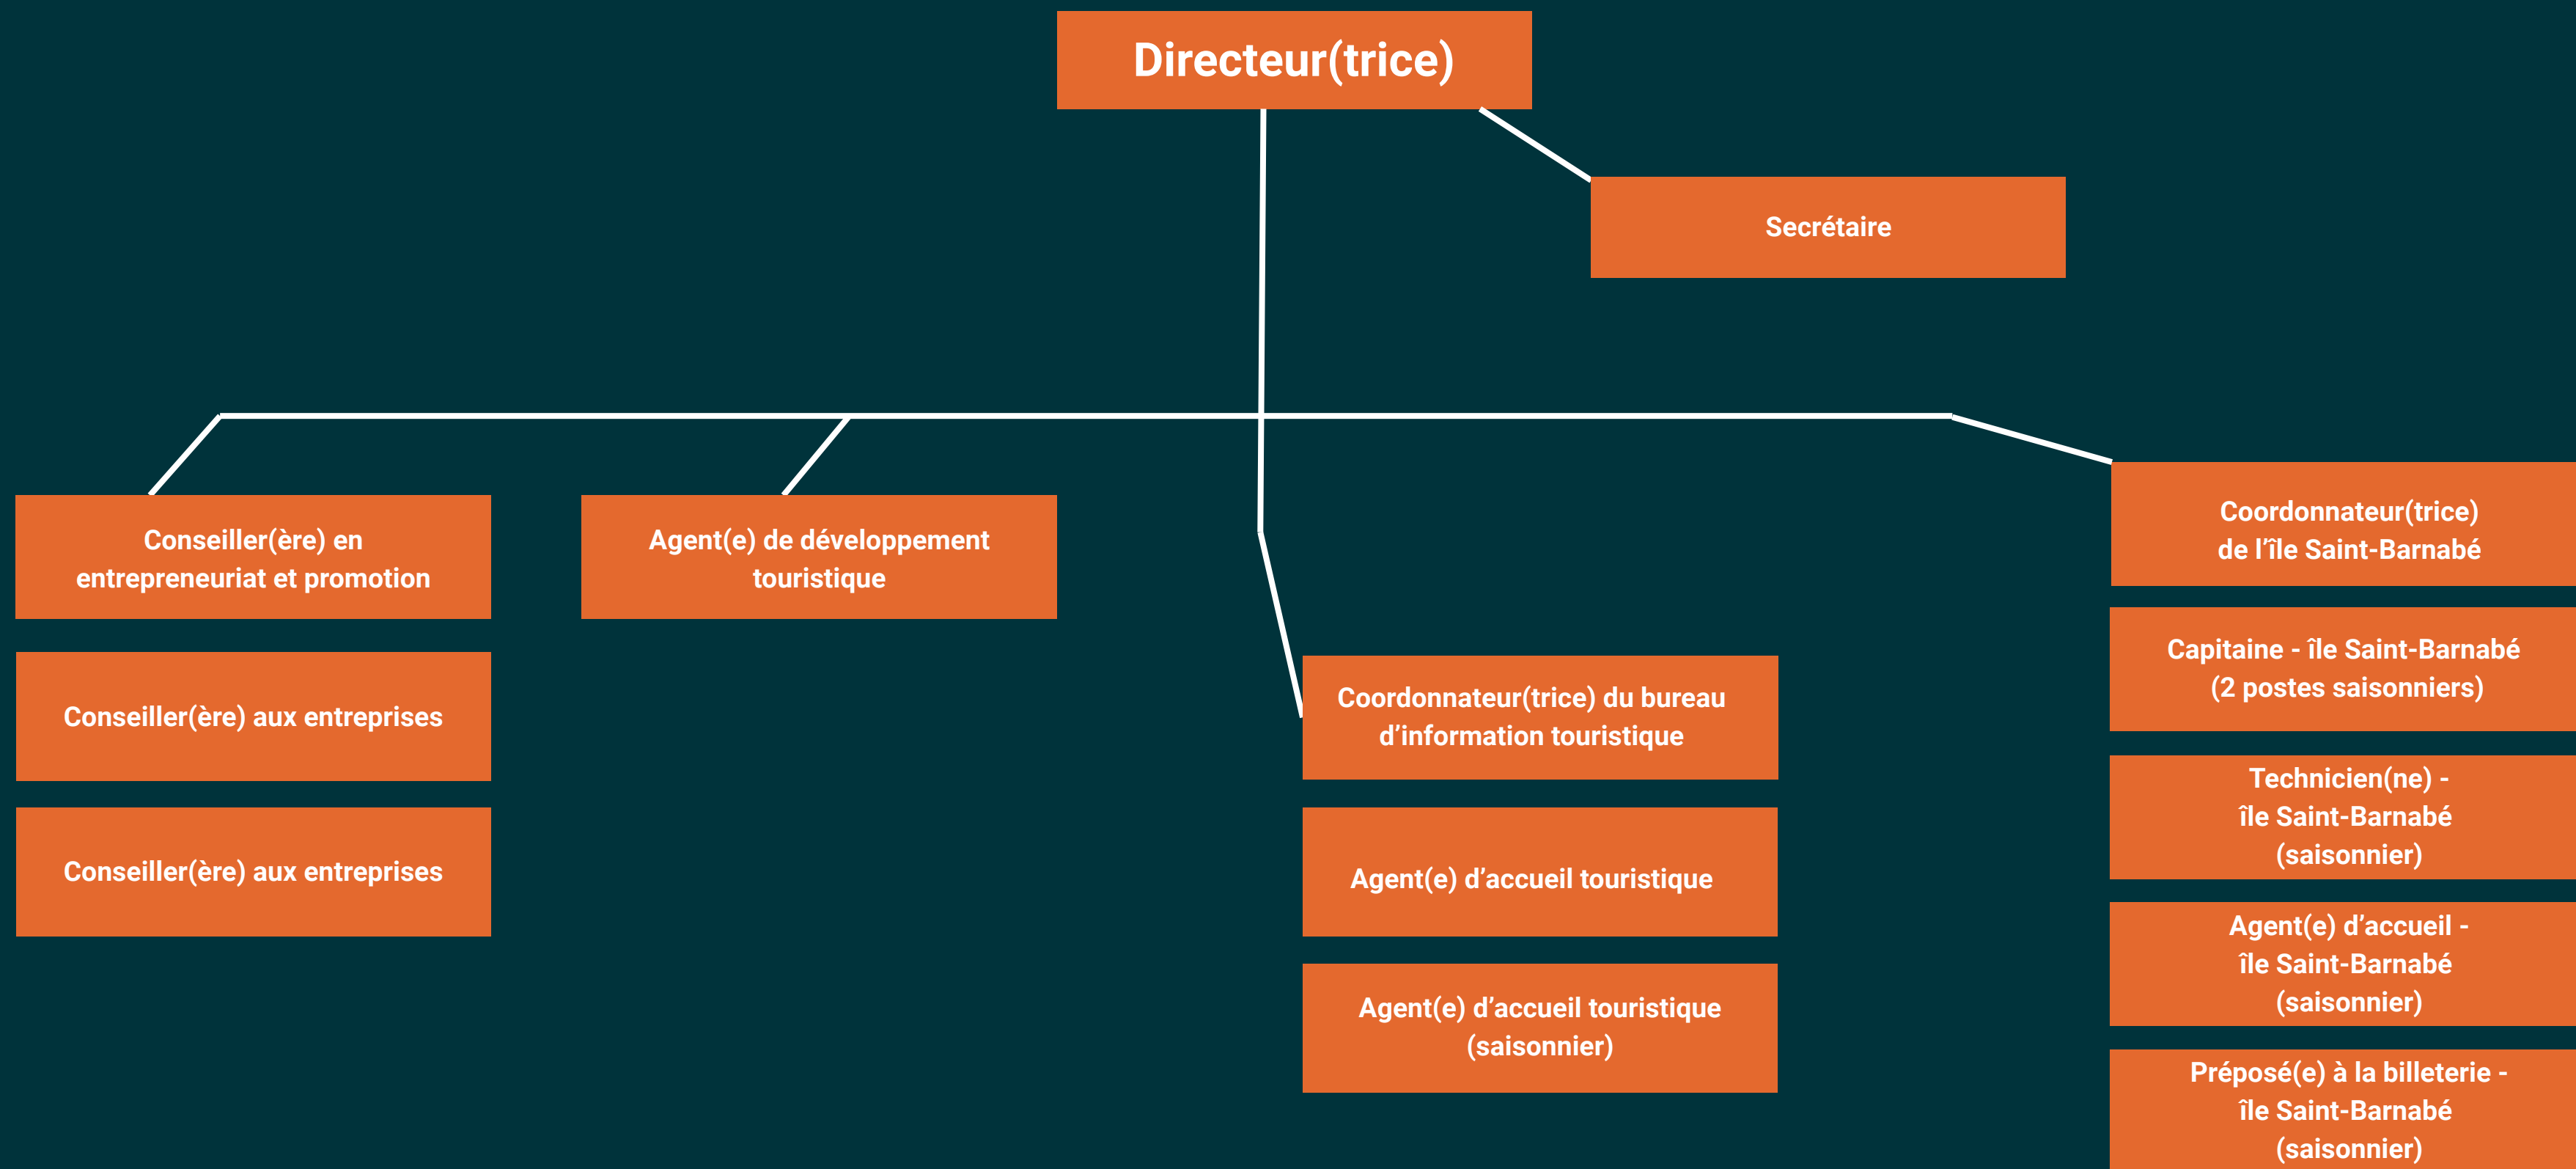 Directeur(trice)
Secrétaire
Conseiller(ère) en
entrepreneuriat et promotion
Conseiller(ère) aux entreprises
Conseiller(ère) aux entreprises
Agent(e) de développement
touristique
Coordonnateur(trice) du bureau
d’information touristique
Agent(e) d’accueil touristique
Agent(e) d’accueil touristique
(saisonnier)
Coordonnateur(trice)
de l’île Saint-Barnabé
Capitaine - île Saint-Barnabé
(2 postes saisonniers)
Technicien(ne) -
île Saint-Barnabé
(saisonnier)
Agent(e) d’accueil -
île Saint-Barnabé
(saisonnier)
Préposé(e) à la billeterie -
île Saint-Barnabé
(saisonnier)